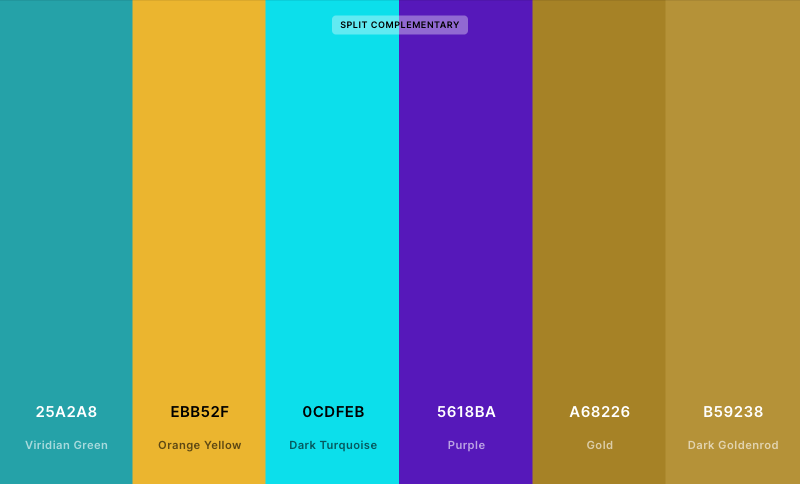 SPLIT COMPLEMENTARY
25A2A8
Viridian Green
EBB52F
Orange Yellow
0CDFEB
Dark Turquoise
5618BA
Purple
A68226
Gold
B59238
Dark Goldenrod